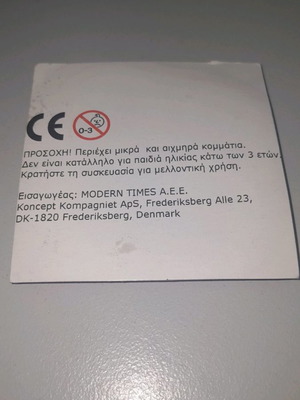 CE 0-3
ΠΡΟΣΟΧΗ! Περιέχει μικρά και αιχμηρά κομμάτια.
Δεν είναι κατάλληλο για παιδιά ηλικίας κάτω των 3 ετών.
Κρατήστε τη συσκευασία για μελλοντική χρήση.
Εισαγωγέας: MODERN TIMES Α.Ε.Ε.
Koncept Kompagniet ApS, Frederiksberg Alle 23,
DK-1820 Frederiksberg, Denmark